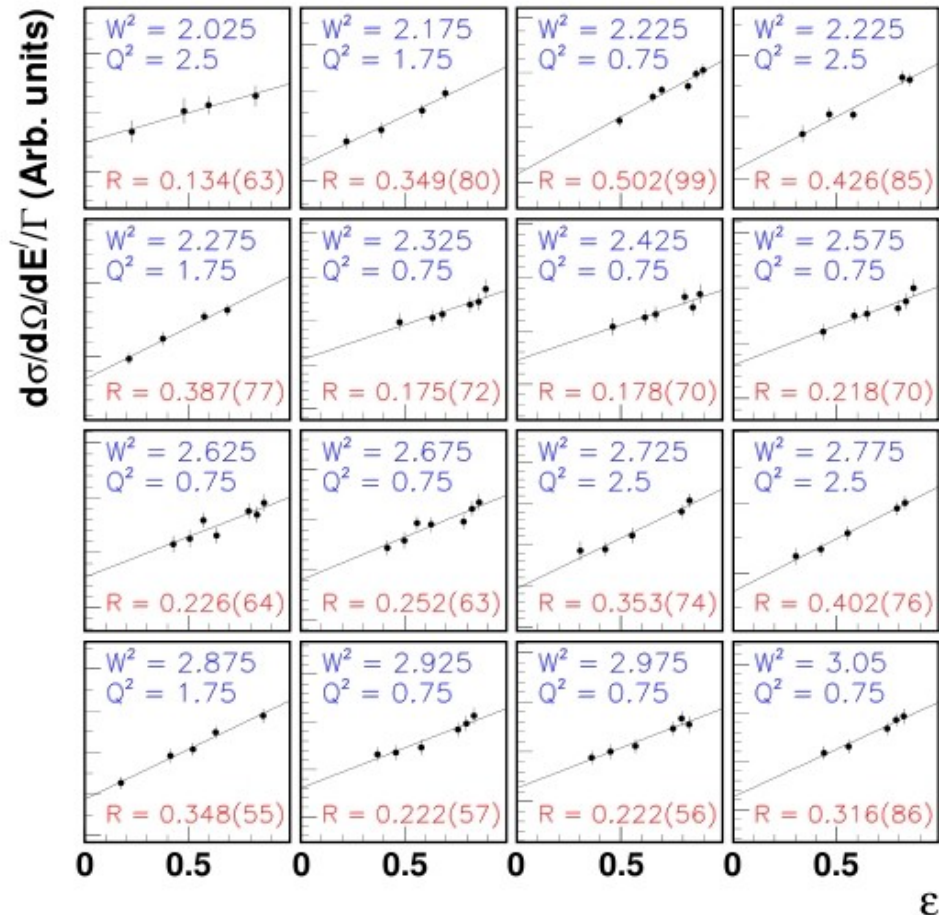 dσ/dΩ/dE′/Γ (Arb. units)
W² = 2.025
Q² = 2.5
R = 0.134(63)
W² = 2.175
Q² = 1.75
R = 0.349(80)
W² = 2.225
Q² = 0.75
R = 0.502(99)
W² = 2.225
Q² = 2.5
R = 0.426(85)
W² = 2.275
Q² = 1.75
R = 0.387(77)
W² = 2.325
Q² = 0.75
R = 0.175(72)
W² = 2.425
Q² = 0.75
R = 0.178(70)
W² = 2.575
Q² = 0.75
R = 0.218(70)
W² = 2.625
Q² = 0.75
R = 0.226(64)
W² = 2.675
Q² = 0.75
R = 0.252(63)
W² = 2.725
Q² = 2.5
R = 0.353(74)
W² = 2.775
Q² = 2.5
R = 0.402(76)
W² = 2.875
Q² = 1.75
R = 0.348(55)
W² = 2.925
Q² = 0.75
R = 0.222(57)
W² = 2.975
Q² = 0.75
R = 0.222(56)
W² = 3.05
Q² = 0.75
R = 0.316(86)
0 0.5 0 0.5 0 0.5 0 0.5
ε